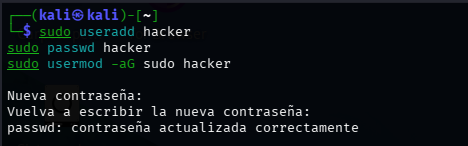 ┌──(kali㉿kali)-[~]
└─$ sudo useradd hacker
sudo passwd hacker
sudo usermod -aG sudo hacker
Nueva contraseña:
Vuelva a escribir la nueva contraseña:
passwd: contraseña actualizada correctamente